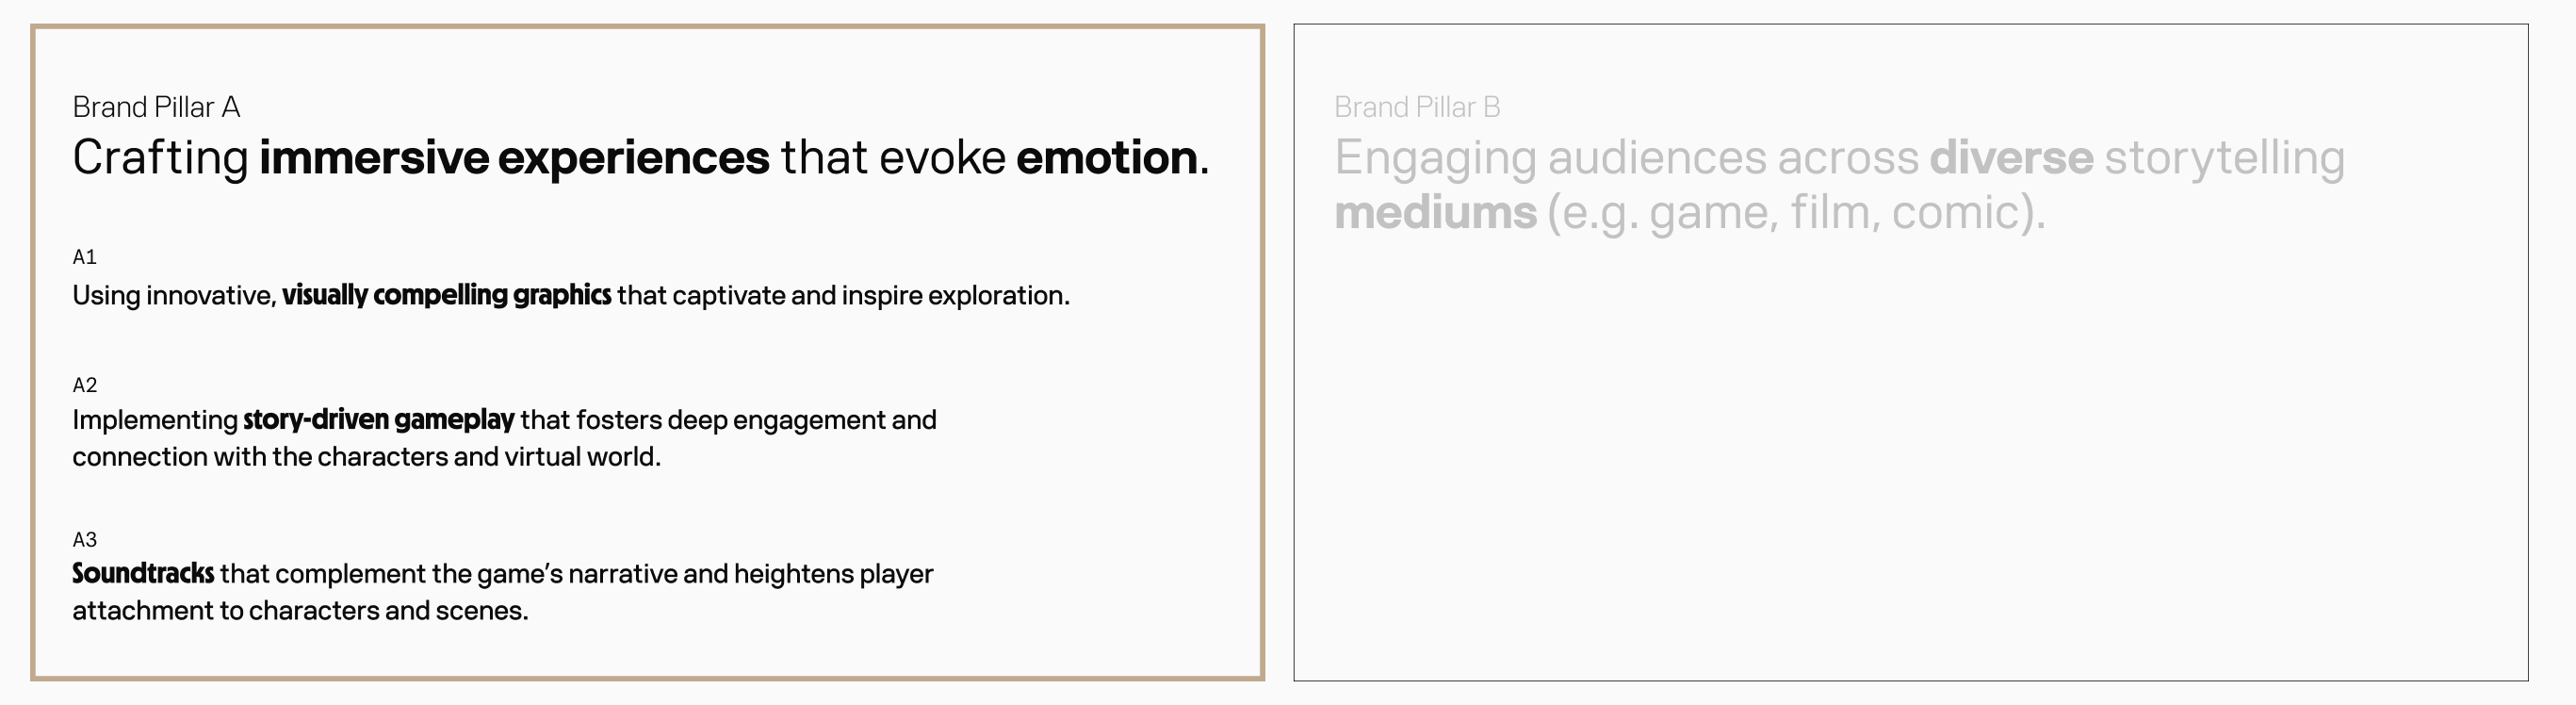 Brand Pillar A
Crafting immersive experiences that evoke emotion.
A1
Using innovative, visually compelling graphics that captivate and inspire exploration.
A2
Implementing story-driven gameplay that fosters deep engagement and
connection with the characters and virtual world.
A3
Soundtracks that complement the game’s narrative and heightens player
attachment to characters and scenes.
Brand Pillar B
Engaging audiences across diverse storytelling
mediums (e.g. game, film, comic).